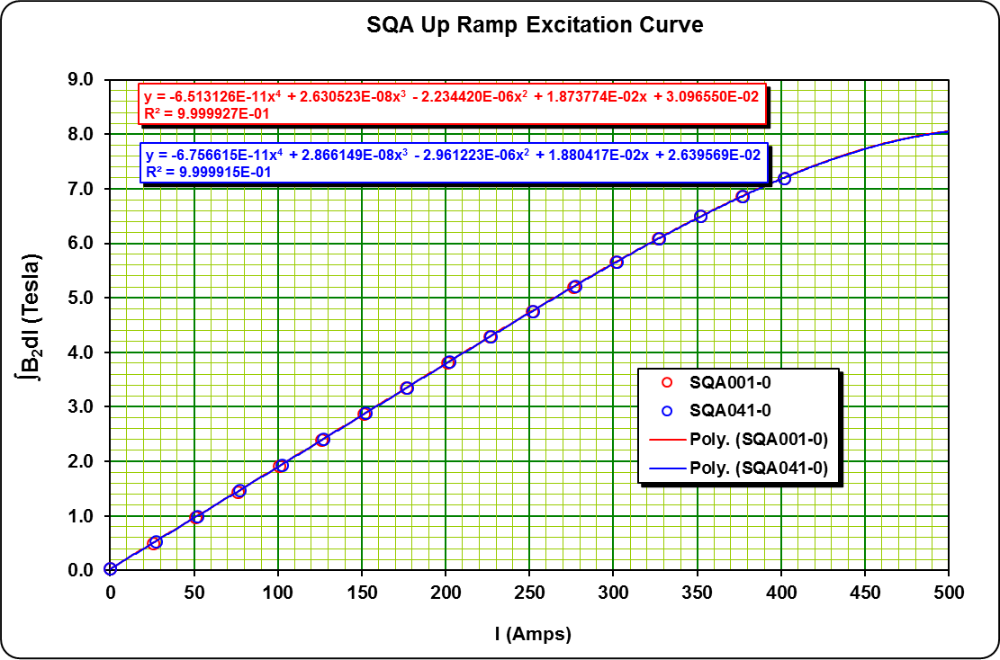 SQA Up Ramp Excitation Curve
y = -6.513126E-11x⁴ + 2.630523E-08x³ - 2.234420E-06x² + 1.873774E-02x + 3.096550E-02
R² = 9.999927E-01
y = -6.756615E-11x⁴ + 2.866149E-08x³ - 2.961223E-06x² + 1.880417E-02x + 2.639569E-02
R² = 9.999915E-01
9.0
8.0
7.0
6.0
5.0
4.0
3.0
2.0
1.0
0.0
∫B₂dl (Tesla)
SQA001-0
SQA041-0
Poly. (SQA001-0)
Poly. (SQA041-0)
0 50 100 150 200 250 300 350 400 450 500
I (Amps)